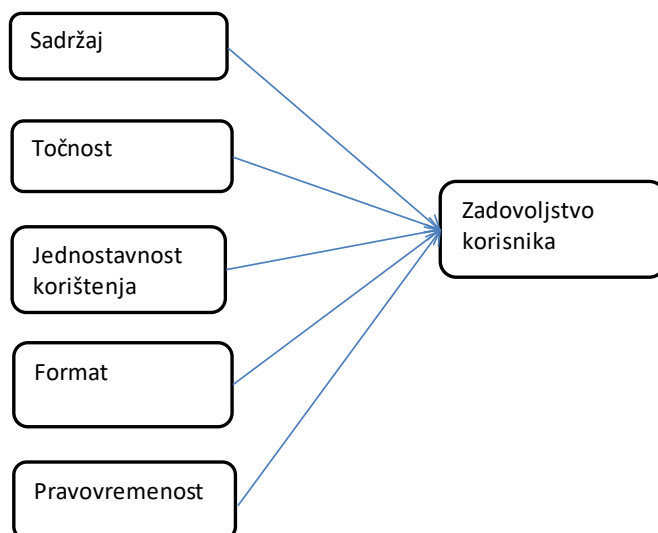 Sadržaj
Točnost
Jednostavnost
korištenja
Format
Pravovremenost
Zadovoljstvo
korisnika